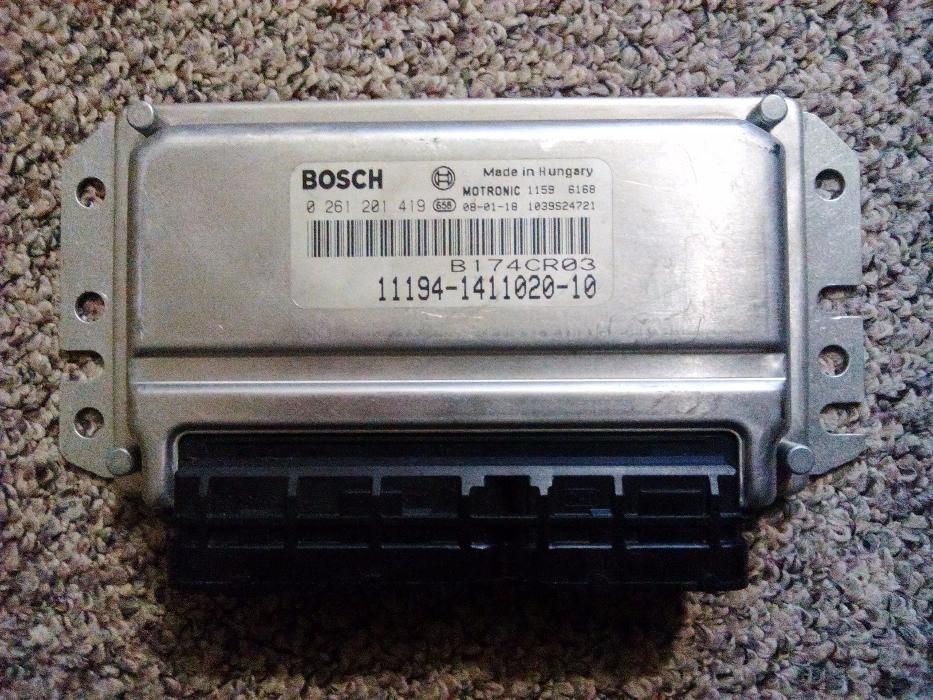 BOSCH Made in Hungary
MOTRONIC 1159 6168
0 261 201 419 658 08-01-18 1039S24721
B174CR03
11194-1411020-10